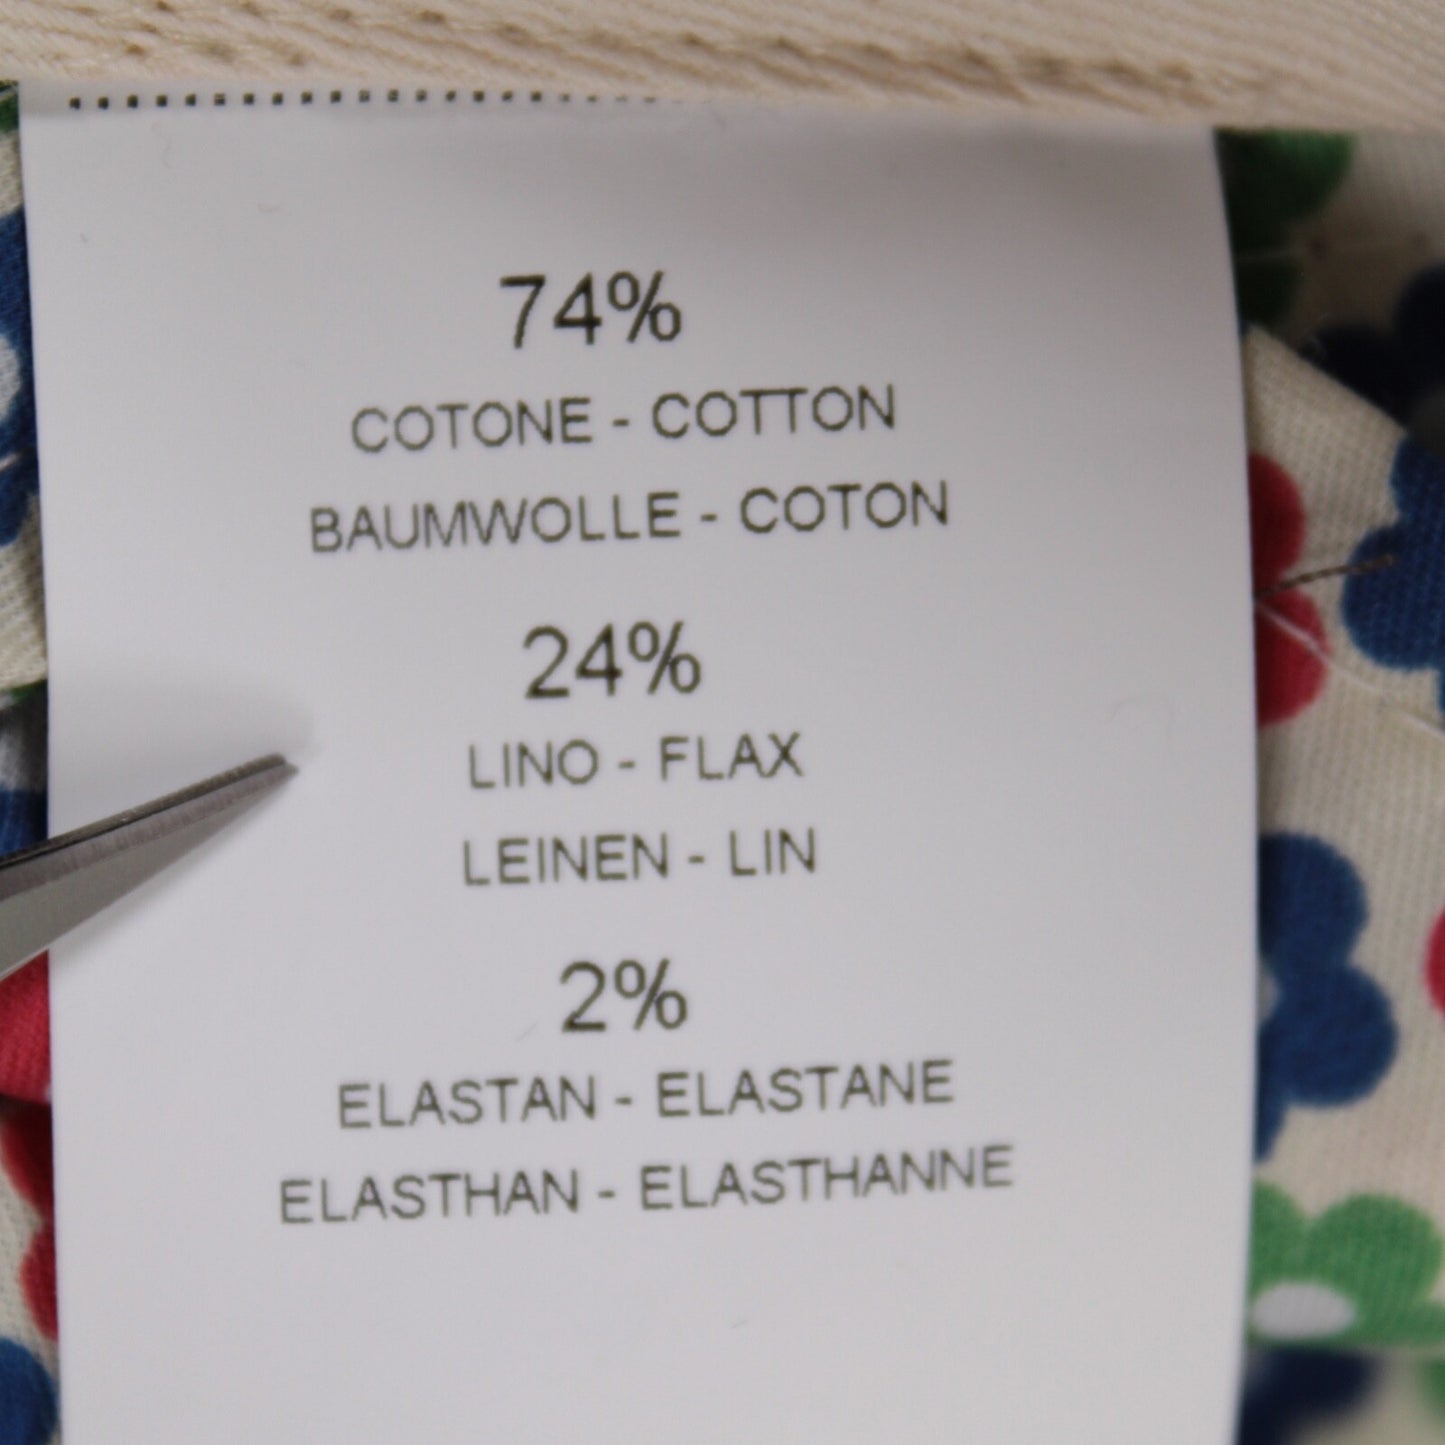 74%
COTONE - COTTON
BAUMWOLLE - COTON
24%
LINO - FLAX
LEINEN - LIN
2%
ELASTAN - ELASTANE
ELASTHAN - ELASTHANNE